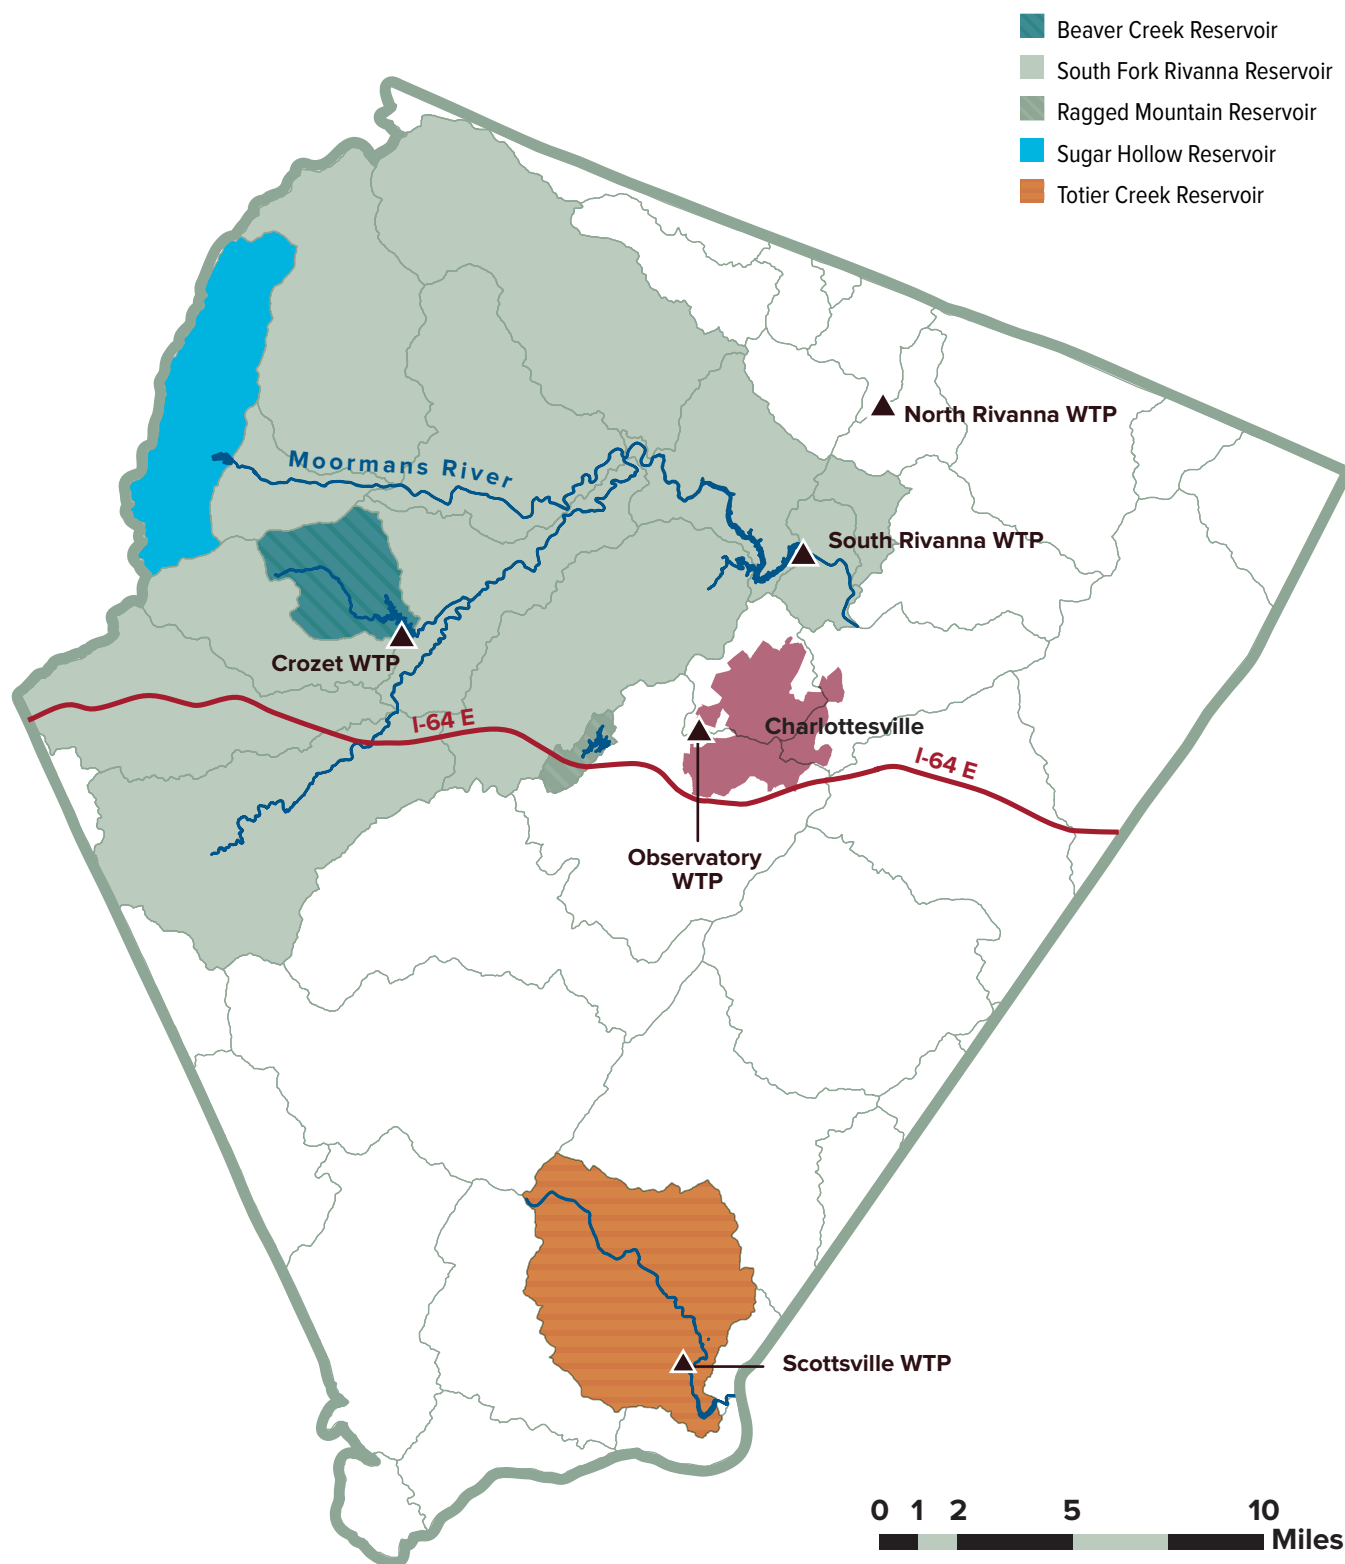 Beaver Creek Reservoir
South Fork Rivanna Reservoir
Ragged Mountain Reservoir
Sugar Hollow Reservoir
Totier Creek Reservoir
North Rivanna WTP
Moormans River
South Rivanna WTP
Crozet WTP
I-64 E
Charlottesville
I-64 E
Observatory
WTP
Scottsville WTP
0 1 2 5 10
Miles